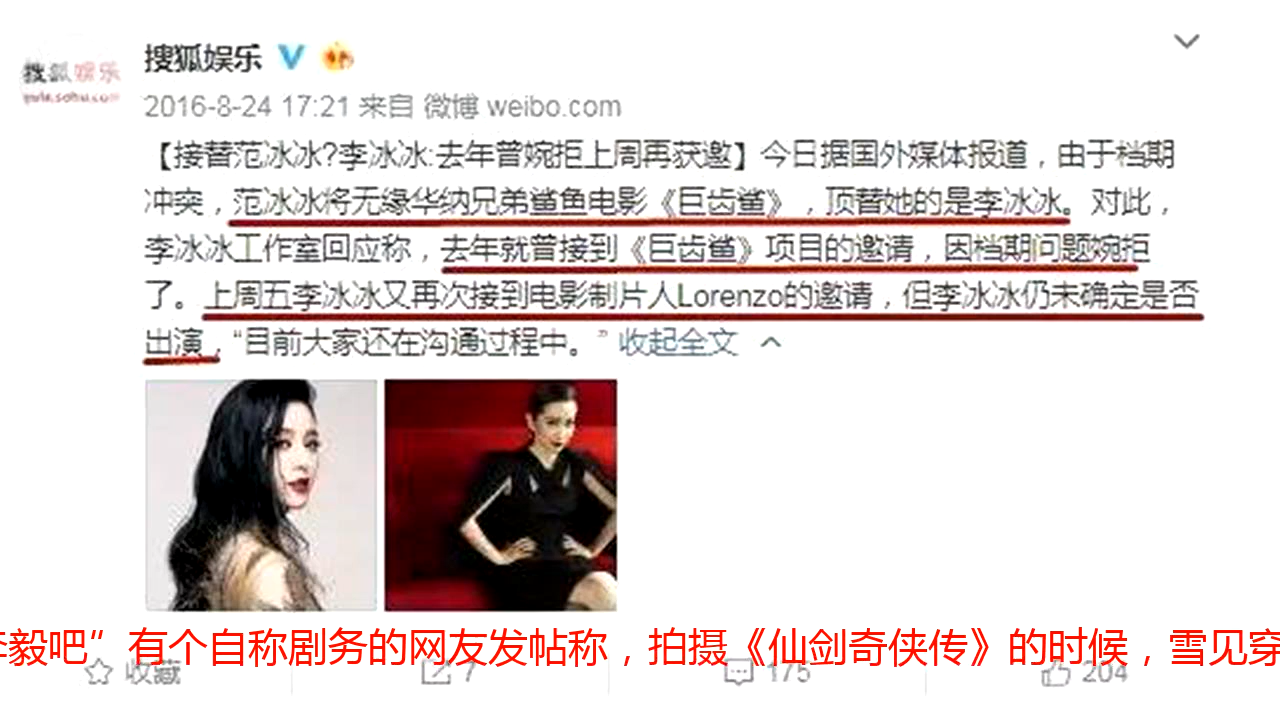 搜狐娱乐
搜狐娱乐
yule.sohu.com
2016-8-24 17:21 来自 微博 weibo.com
【接替范冰冰?李冰冰:去年曾婉拒上周再获邀】今日据国外媒体报道，由于档期
冲突，范冰冰将无缘华纳兄弟鲨鱼电影《巨齿鲨》，顶替她的是李冰冰。对此，
李冰冰工作室回应称，去年就曾接到《巨齿鲨》项目的邀请，因档期问题婉拒
了。上周五李冰冰又再次接到电影制片人Lorenzo的邀请，但李冰冰仍未确定是否
出演，“目前大家还在沟通过程中。” 收起全文
毅吧”有个自称剧务的网友发帖称，拍摄《仙剑奇侠传》的时候，雪见穿
收藏 7 175 204